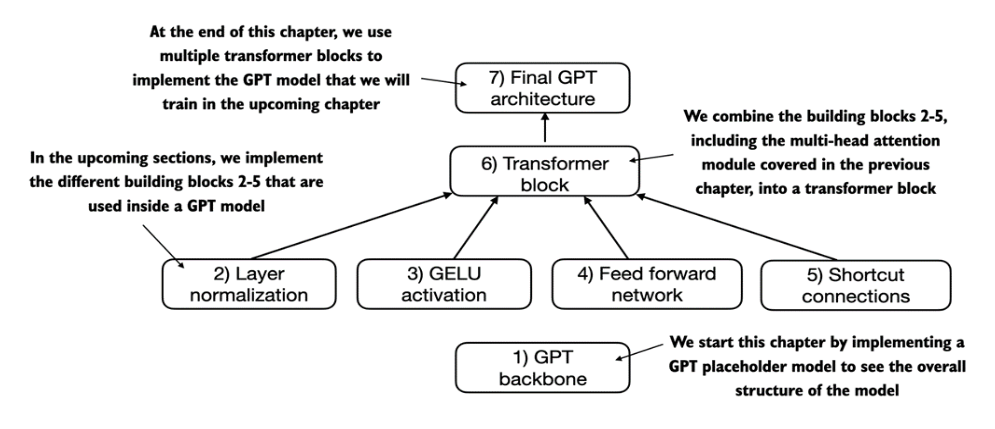 At the end of this chapter, we use
multiple transformer blocks to
implement the GPT model that we will
train in the upcoming chapter
7) Final GPT
architecture
We combine the building blocks 2-5,
including the multi-head attention
module covered in the previous
chapter, into a transformer block
In the upcoming sections, we implement
the different building blocks 2-5 that are
used inside a GPT model
6) Transformer
block
2) Layer
normalization
3) GELU
activation
4) Feed forward
network
5) Shortcut
connections
1) GPT
backbone
We start this chapter by implementing a
GPT placeholder model to see the overall
structure of the model